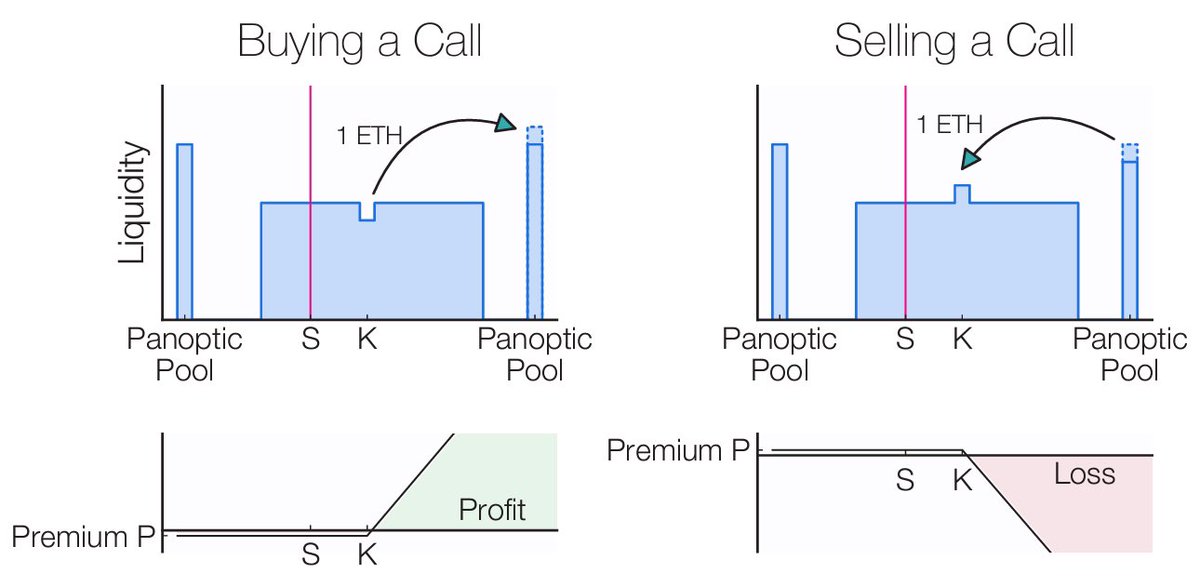 Buying a Call
Selling a Call
Liquidity
1 ETH
Panoptic
Pool
S
K
Panoptic
Pool
1 ETH
Panoptic
Pool
S
K
Panoptic
Pool
Premium P
S
K
Profit
Premium P
S
K
Loss